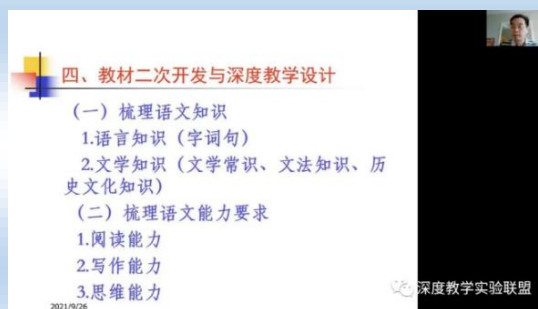 四、教材二次开发与深度教学设计
（一）梳理语文知识
1.语言知识（字词句）
2.文学知识（文学常识、文法知识、历
史文化知识）
（二）梳理语文能力要求
1.阅读能力
2.写作能力
3.思维能力
2021/9/26
深度教学实验联盟